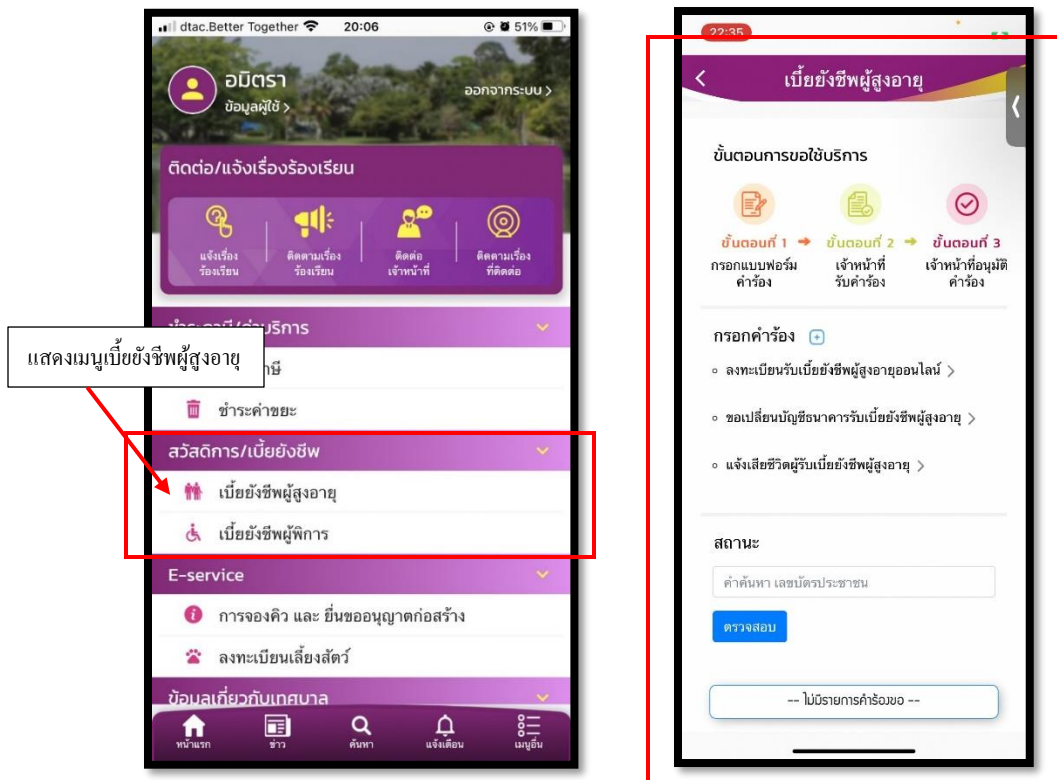 dtac.Better Together 20:06 51%
อมิตรา
ข้อมูลผู้ใช้ >
ออกจากระบบ >
ติดต่อ/แจ้งเรื่องร้องเรียน
แจ้งเรื่อง
ร้องเรียน
ติดตามเรื่อง
ร้องเรียน
ติดต่อ
เจ้าหน้าที่
ติดตามเรื่อง
ที่ติดต่อ
แสดงเมนูเบี้ยยังชีพผู้สูงอายุ
ชำระค่าขยะ
สวัสดิการ/เบี้ยยังชีพ
เบี้ยยังชีพผู้สูงอายุ
เบี้ยยังชีพผู้พิการ
E-service
การจองคิว และ ยื่นขออนุญาตก่อสร้าง
ลงทะเบียนเลี้ยงสัตว์
ข้อมูลเกี่ยวกับเทศบาล
หน้าแรก
ข่าว
ค้นหา
แจ้งเตือน
เมนูอื่น
22:35
เบี้ยยังชีพผู้สูงอายุ
ขั้นตอนการขอใช้บริการ
ขั้นตอนที่ 1
กรอกแบบฟอร์ม
คำร้อง
ขั้นตอนที่ 2
เจ้าหน้าที่
รับคำร้อง
ขั้นตอนที่ 3
เจ้าหน้าที่อนุมัติ
คำร้อง
กรอกคำร้อง
ลงทะเบียนรับเบี้ยยังชีพผู้สูงอายุออนไลน์ >
ขอเปลี่ยนบัญชีธนาคารรับเบี้ยยังชีพผู้สูงอายุ >
แจ้งเสียชีวิตผู้รับเบี้ยยังชีพผู้สูงอายุ >
สถานะ
คำค้นหา เลขบัตรประชาชน
ตรวจสอบ
-- ไม่มีรายการคำร้องขอ --